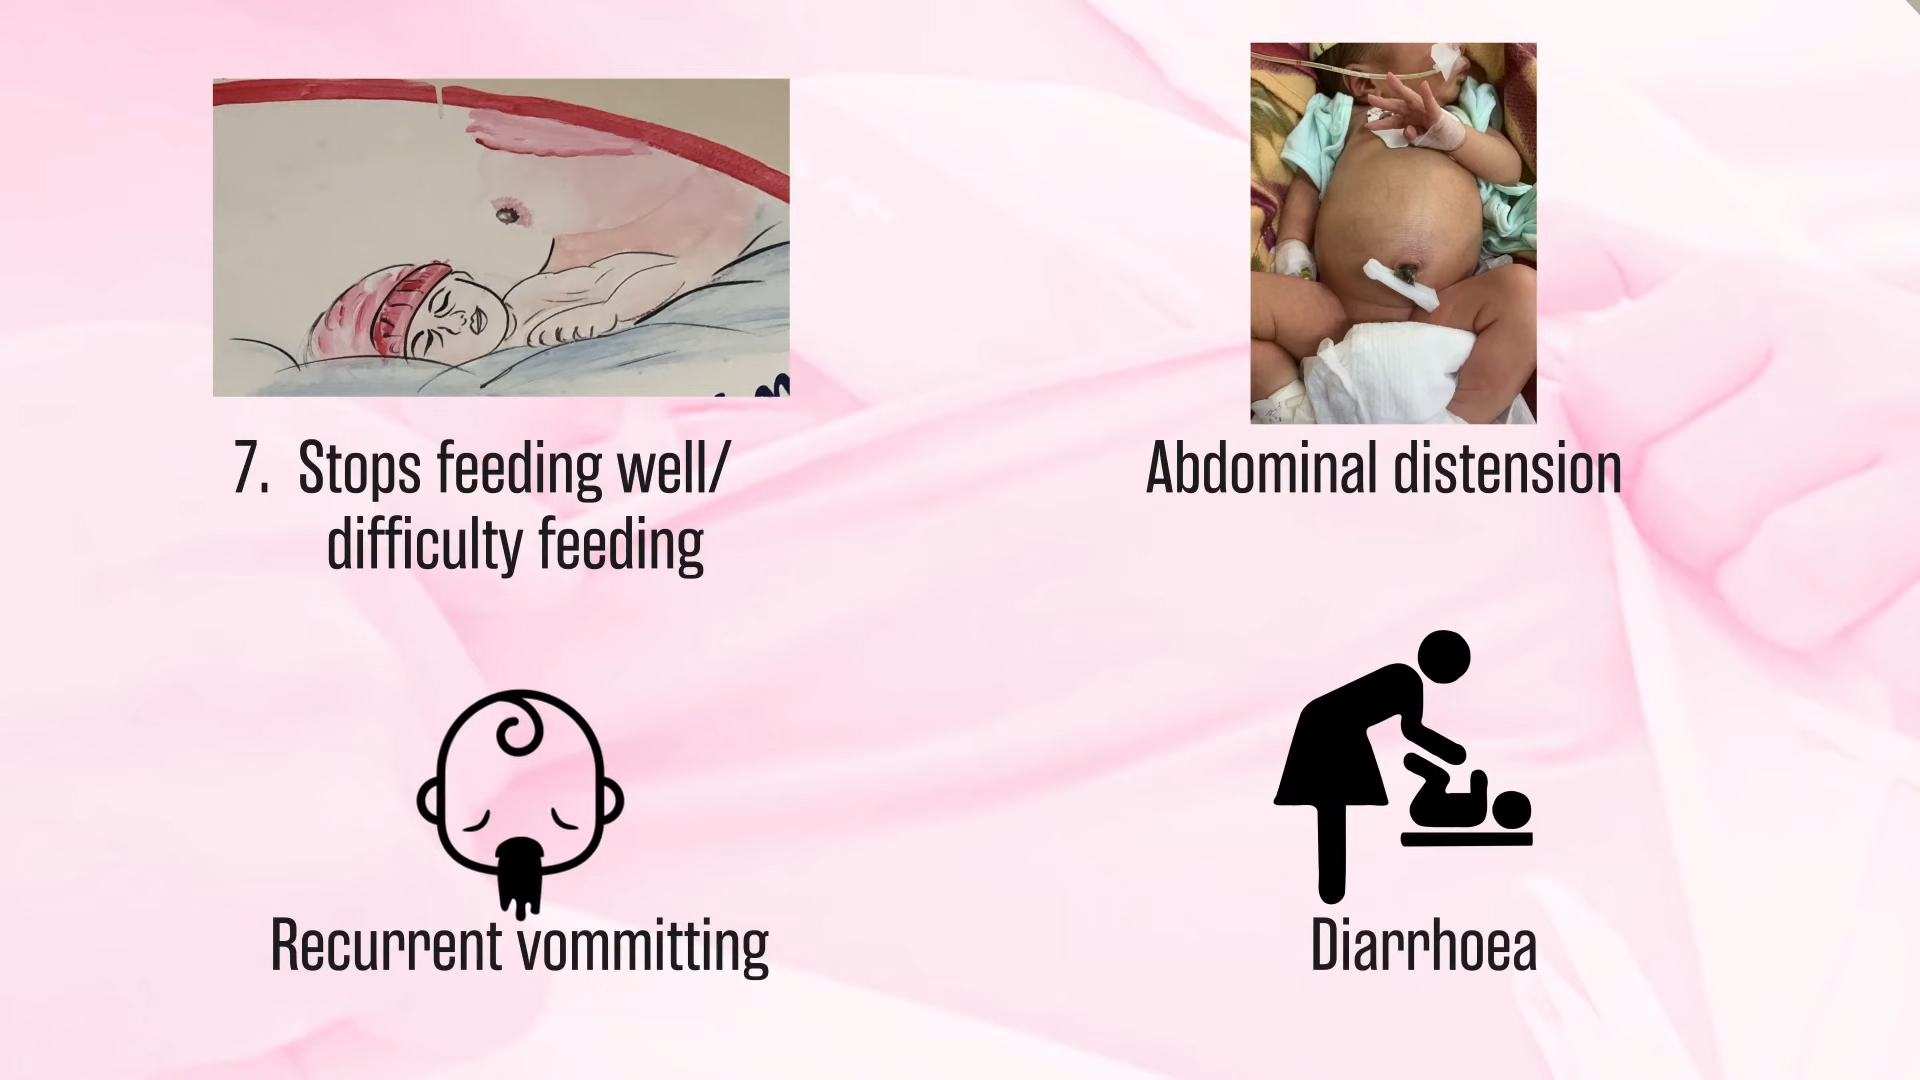 7. Stops feeding well/
difficulty feeding
Abdominal distension
Recurrent vommitting
Diarrhoea